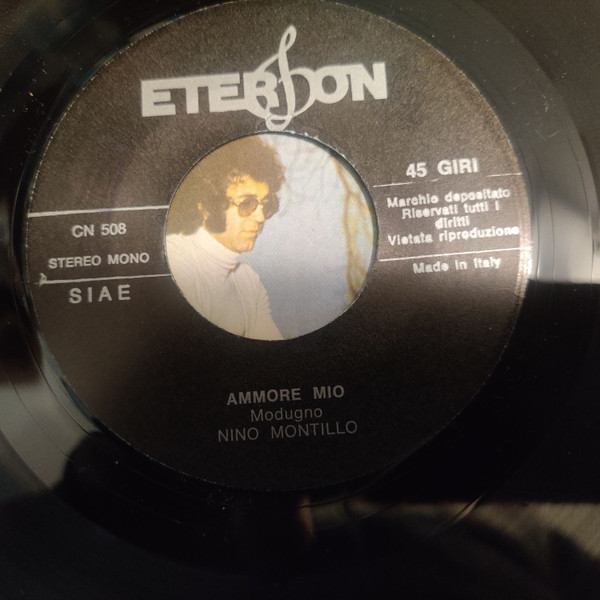 ETERSON
CN 508
STEREO MONO
SIAE
45 GIRI
Marchio depositato
Riservati tutti i
diritti
Vietata riproduzione
Made in Italy
AMMORE MIO
Modugno
NINO MONTILLO